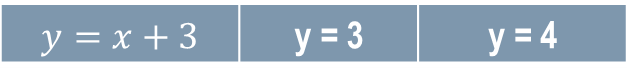 y = x + 3 y = 3 y = 4